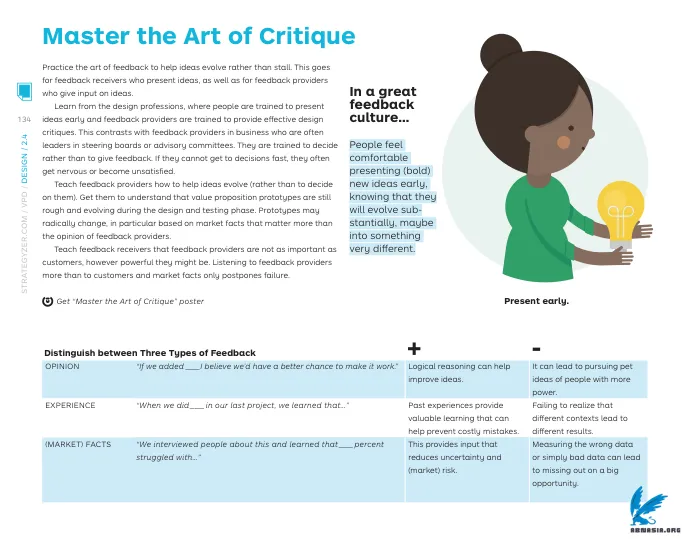 Master the Art of Critique
Practice the art of feedback to help ideas evolve rather than stall. This goes
for feedback receivers who present ideas, as well as for feedback providers
who give input on ideas.
Learn from the design professions, where people are trained to present
ideas early and feedback providers are trained to provide effective design
critiques. This contrasts with feedback providers in business who are often
leaders in steering boards or advisory committees. They are trained to decide
rather than to give feedback. If they cannot get to decisions fast, they often
get nervous or become unsatisfied.
Teach feedback providers how to help ideas evolve (rather than to decide
on them). Get them to understand that value proposition prototypes are still
rough and evolving during the design and testing phase. Prototypes may
radically change, in particular based on market facts that matter more than
the opinion of feedback providers.
Teach feedback receivers that feedback providers are not as important as
customers, however powerful they might be. Listening to feedback providers
more than to customers and market facts only postpones failure.
Get “Master the Art of Critique” poster
134
STRATEGYZER.COM / VPD / DESIGN / 2.4
In a great
feedback
culture...
People feel
comfortable
presenting (bold)
new ideas early,
knowing that they
will evolve sub-
stantially, maybe
into something
very different.
Present early.
Distinguish between Three Types of Feedback
+
-
OPINION
“If we added ___I believe we’d have a better chance to make it work.”
Logical reasoning can help
improve ideas.
It can lead to pursuing pet
ideas of people with more
power.
EXPERIENCE
“When we did ___ in our last project, we learned that...”
Past experiences provide
valuable learning that can
help prevent costly mistakes.
Failing to realize that
different contexts lead to
different results.
(MARKET) FACTS
“We interviewed people about this and learned that ___ percent
struggled with...”
This provides input that
reduces uncertainty and
(market) risk.
Measuring the wrong data
or simply bad data can lead
to missing out on a big
opportunity.
ARMASIA.ORG